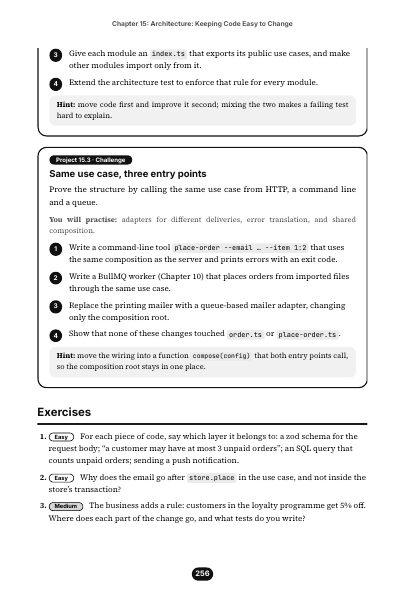 Chapter 15: Architecture: Keeping Code Easy to Change
3 Give each module an index.ts that exports its public use cases, and make
other modules import only from it.
4 Extend the architecture test to enforce that rule for every module.
Hint: move code first and improve it second; mixing the two makes a failing test
hard to explain.
Project 15.3 · Challenge
Same use case, three entry points
Prove the structure by calling the same use case from HTTP, a command line
and a queue.
You will practise: adapters for different deliveries, error translation, and shared
composition.
1 Write a command-line tool place-order --email … --item 1:2 that uses
the same composition as the server and prints errors with an exit code.
2 Write a BullMQ worker (Chapter 10) that places orders from imported files
through the same use case.
3 Replace the printing mailer with a queue-based mailer adapter, changing
only the composition root.
4 Show that none of these changes touched order.ts or place-order.ts.
Hint: move the wiring into a function compose(config) that both entry points call,
so the composition root stays in one place.
Exercises
1. Easy For each piece of code, say which layer it belongs to: a zod schema for the
request body; “a customer may have at most 3 unpaid orders”; an SQL query that
counts unpaid orders; sending a push notification.
2. Easy Why does the email go after store.place in the use case, and not inside the
store’s transaction?
3. Medium The business adds a rule: customers in the loyalty programme get 5% off.
Where does each part of the change go, and what tests do you write?
256